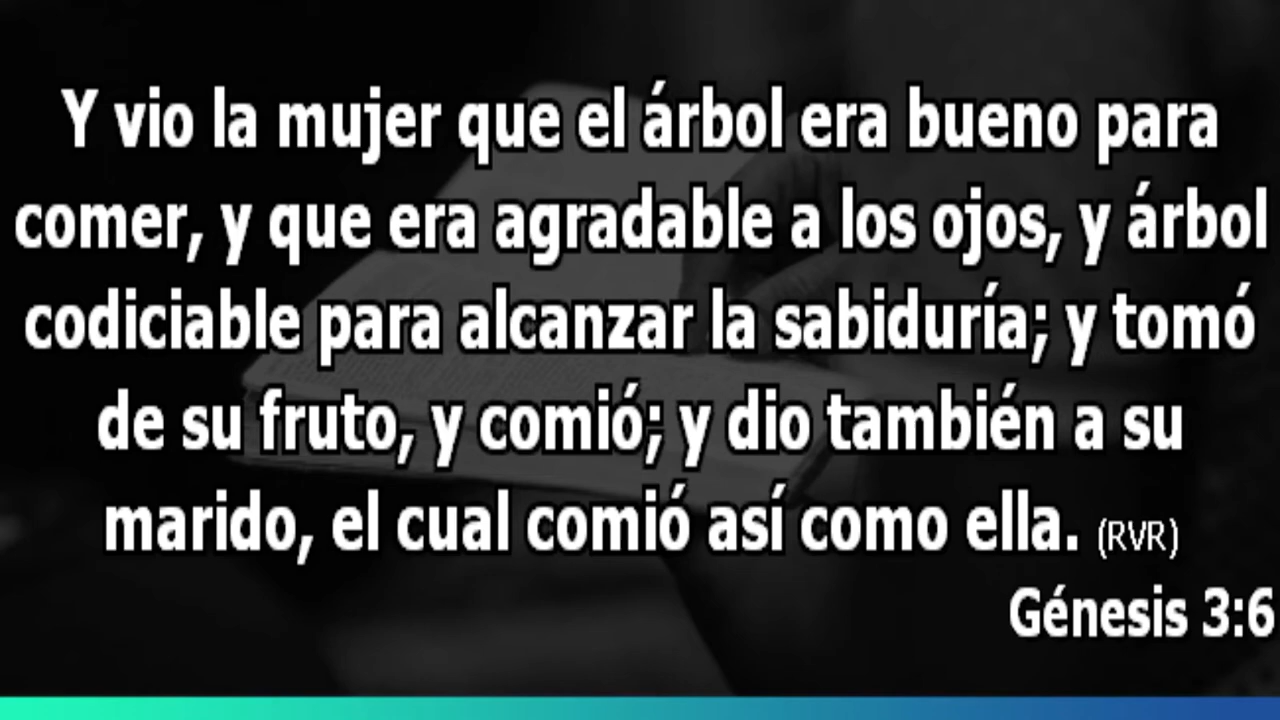 Y vio la mujer que el árbol era bueno para
comer, y que era agradable a los ojos, y árbol
codiciable para alcanzar la sabiduría; y tomó
de su fruto, y comió; y dio también a su
marido, el cual comió así como ella. (RVR)
Génesis 3:6